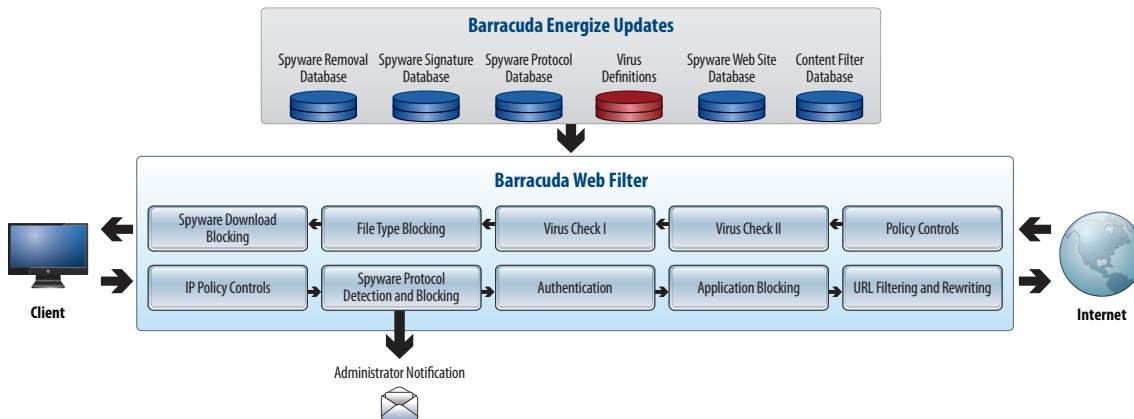 Barracuda Energize Updates
Spyware Removal
Database
Spyware Signature
Database
Spyware Protocol
Database
Virus
Definitions
Spyware Web Site
Database
Content Filter
Database
Barracuda Web Filter
Spyware Download
Blocking
File Type Blocking
Virus Check I
Virus Check II
Policy Controls
IP Policy Controls
Spyware Protocol
Detection and Blocking
Authentication
Application Blocking
URL Filtering and Rewriting
Client
Internet
Administrator Notification